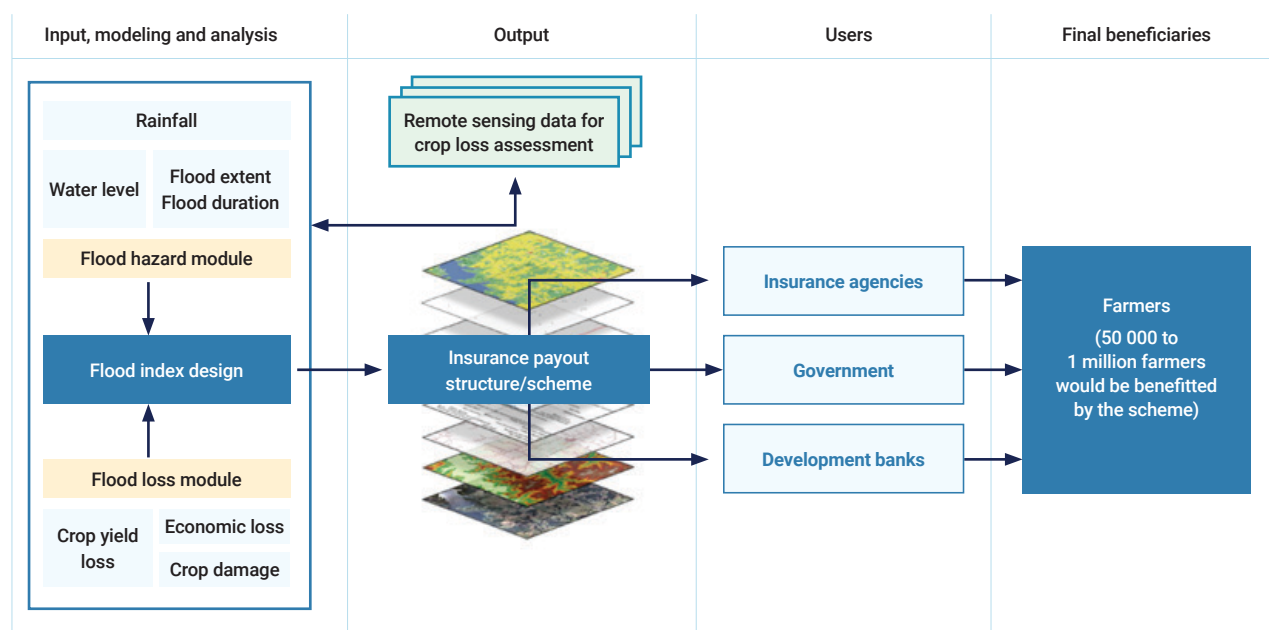 Input, modeling and analysis
Output
Users
Final beneficiaries
Rainfall
Water level
Flood extent
Flood duration
Flood hazard module
Flood index design
Flood loss module
Crop yield
loss
Economic loss
Crop damage
Remote sensing data for
crop loss assessment
Insurance payout
structure/scheme
Insurance agencies
Government
Development banks
Farmers
(50 000 to
1 million farmers
would be benefitted
by the scheme)